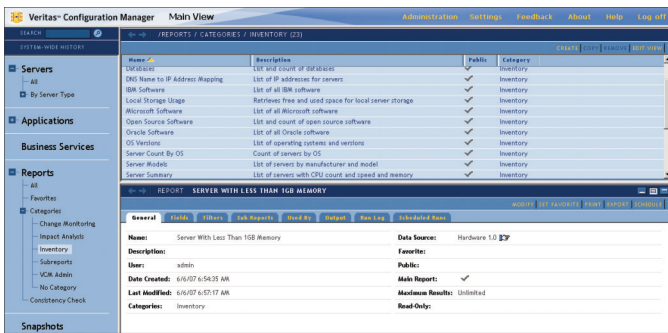 Veritas™ Configuration Manager Main View Administration Settings Feedback About Help Log off
SEARCH
/REPORTS / CATEGORIES / INVENTORY (23)
SYSTEM-WIDE HISTORY
CREATE COPY REMOVE EDIT VIEW
Name Description Public Category
Databases List and count of databases Inventory
DNS Name to IP Address Mapping List of IP addresses for servers Inventory
IBM Software List of all IBM software Inventory
Local Storage Usage Retrieves free and used space for local server storage Inventory
Microsoft Software List of all Microsoft software Inventory
Open Source Software List and count of open source software Inventory
Oracle Software List of all Oracle software Inventory
OS Versions List of operating systems and versions Inventory
Server Count By OS Count of servers by OS Inventory
Server Models List of servers by manufacturer and model Inventory
Server Summary List of servers with CPU count and speed and memory Inventory
Servers
All
By Server Type
Applications
Business Services
Reports
All
Favorites
Categories
Change Monitoring
Impact Analysis
Inventory
Subreports
VCM Admin
No Category
Consistency Check
Snapshots
REPORT SERVER WITH LESS THAN 1GB MEMORY
MODIFY SET FAVORITE PRINT EXPORT SCHEDULE
General Fields Filters Sub Reports Used By Output Run Log Scheduled Runs
Name: Server With Less Than 1GB Memory Data Source: Hardware 1.0
Description: Favorite:
User: admin Public:
Date Created: 6/6/07 6:54:35 AM Main Report:
Last Modified: 6/6/07 6:57:17 AM Maximum Results: Unlimited
Categories: Inventory Read-Only: